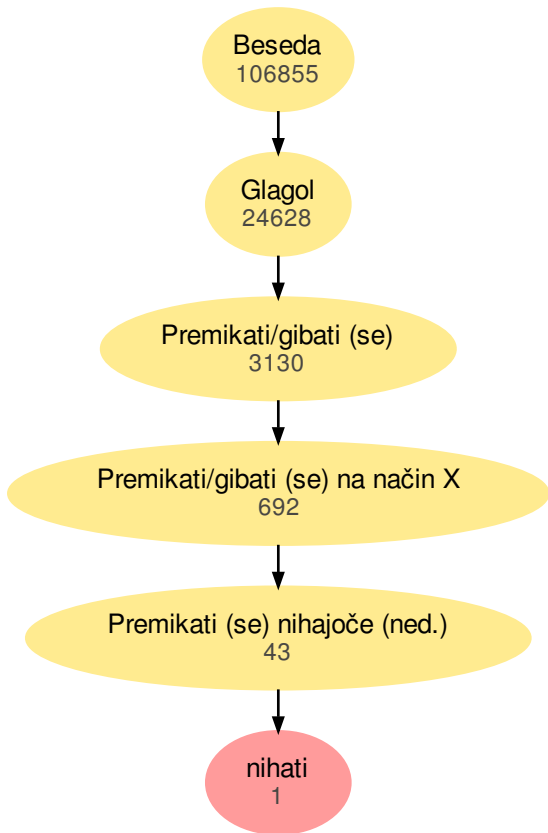 Beseda
106855
Glagol
24628
Premikati/gibati (se)
3130
Premikati/gibati (se) na način X
692
Premikati (se) nihajoče (ned.)
43
nihati
1